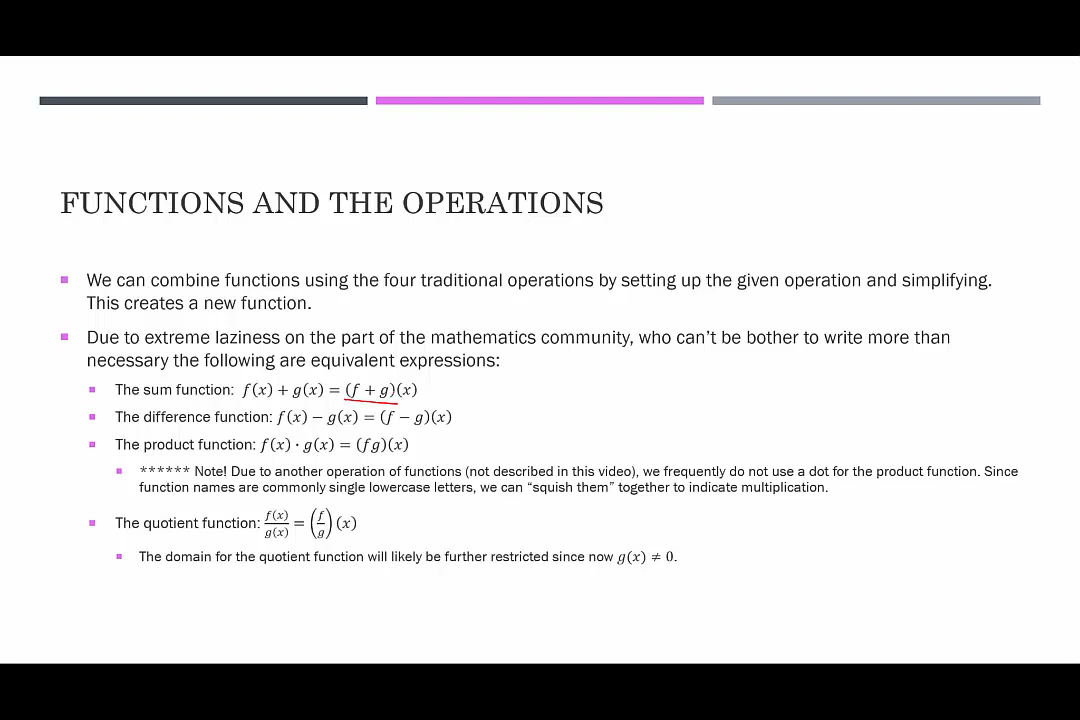 FUNCTIONS AND THE OPERATIONS
We can combine functions using the four traditional operations by setting up the given operation and simplifying.
This creates a new function.
Due to extreme laziness on the part of the mathematics community, who can’t be bother to write more than
necessary the following are equivalent expressions:
The sum function: f(x) + g(x) = (f + g)(x)
The difference function: f(x) − g(x) = (f − g)(x)
The product function: f(x) · g(x) = (fg)(x)
****** Note! Due to another operation of functions (not described in this video), we frequently do not use a dot for the product function. Since
function names are commonly single lowercase letters, we can “squish them” together to indicate multiplication.
The quotient function: f(x)/g(x) = (f/g)(x)
The domain for the quotient function will likely be further restricted since now g(x) ≠ 0.